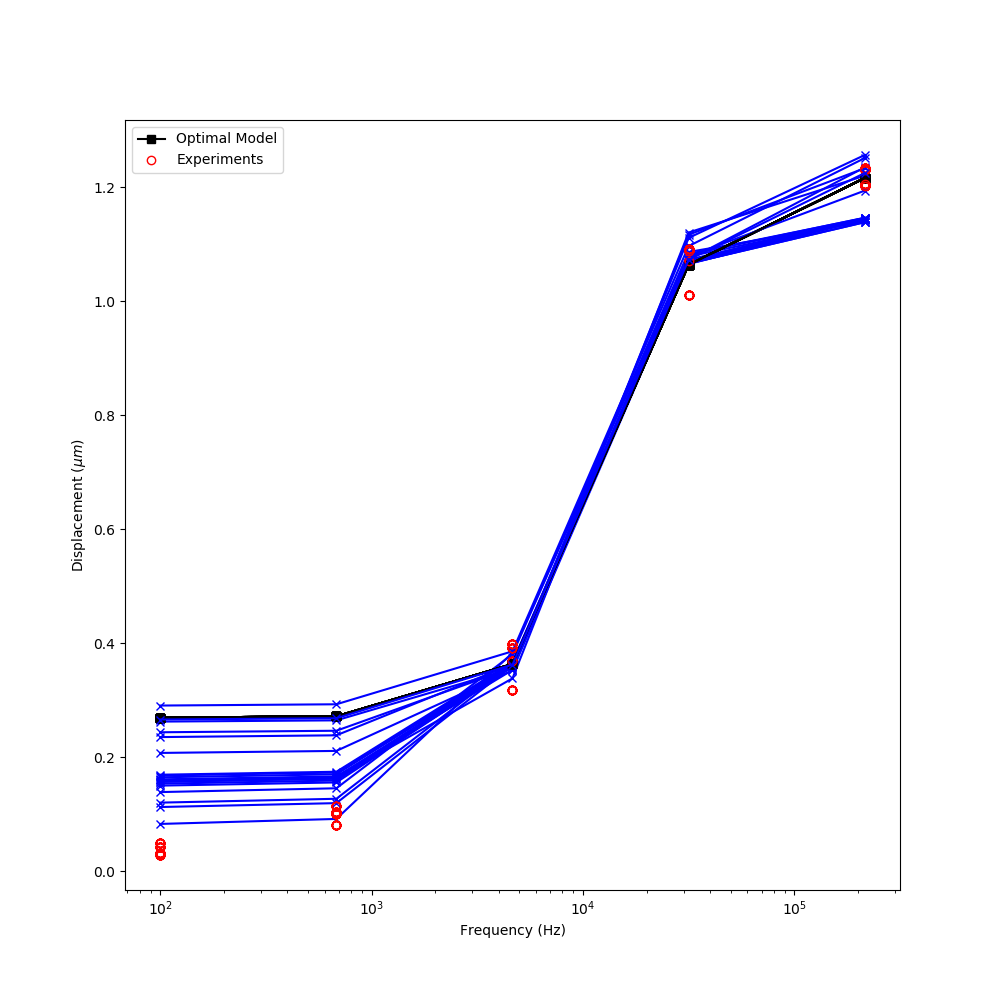 Optimal Model
Experiments
Displacement (μm)
1.2
1.0
0.8
0.6
0.4
0.2
0.0
10²
10³
10⁴
10⁵
Frequency (Hz)